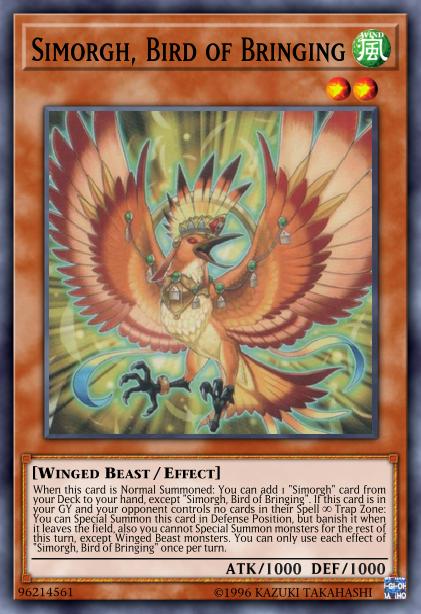 SIMORGH, BIRD OF BRINGING
WIND
風
[WINGED BEAST / EFFECT]
When this card is Normal Summoned: You can add 1 "Simorgh" card from
your Deck to your hand, except "Simorgh, Bird of Bringing". If this card is in
your GY and your opponent controls no cards in their Spell ∞ Trap Zone:
You can Special Summon this card in Defense Position, but banish it when
it leaves the field, also you cannot Special Summon monsters for the rest of
this turn, except Winged Beast monsters. You can only use each effect of
"Simorgh, Bird of Bringing" once per turn.
ATK/1000 DEF/1000
96214561 ©1996 KAZUKI TAKAHASHI